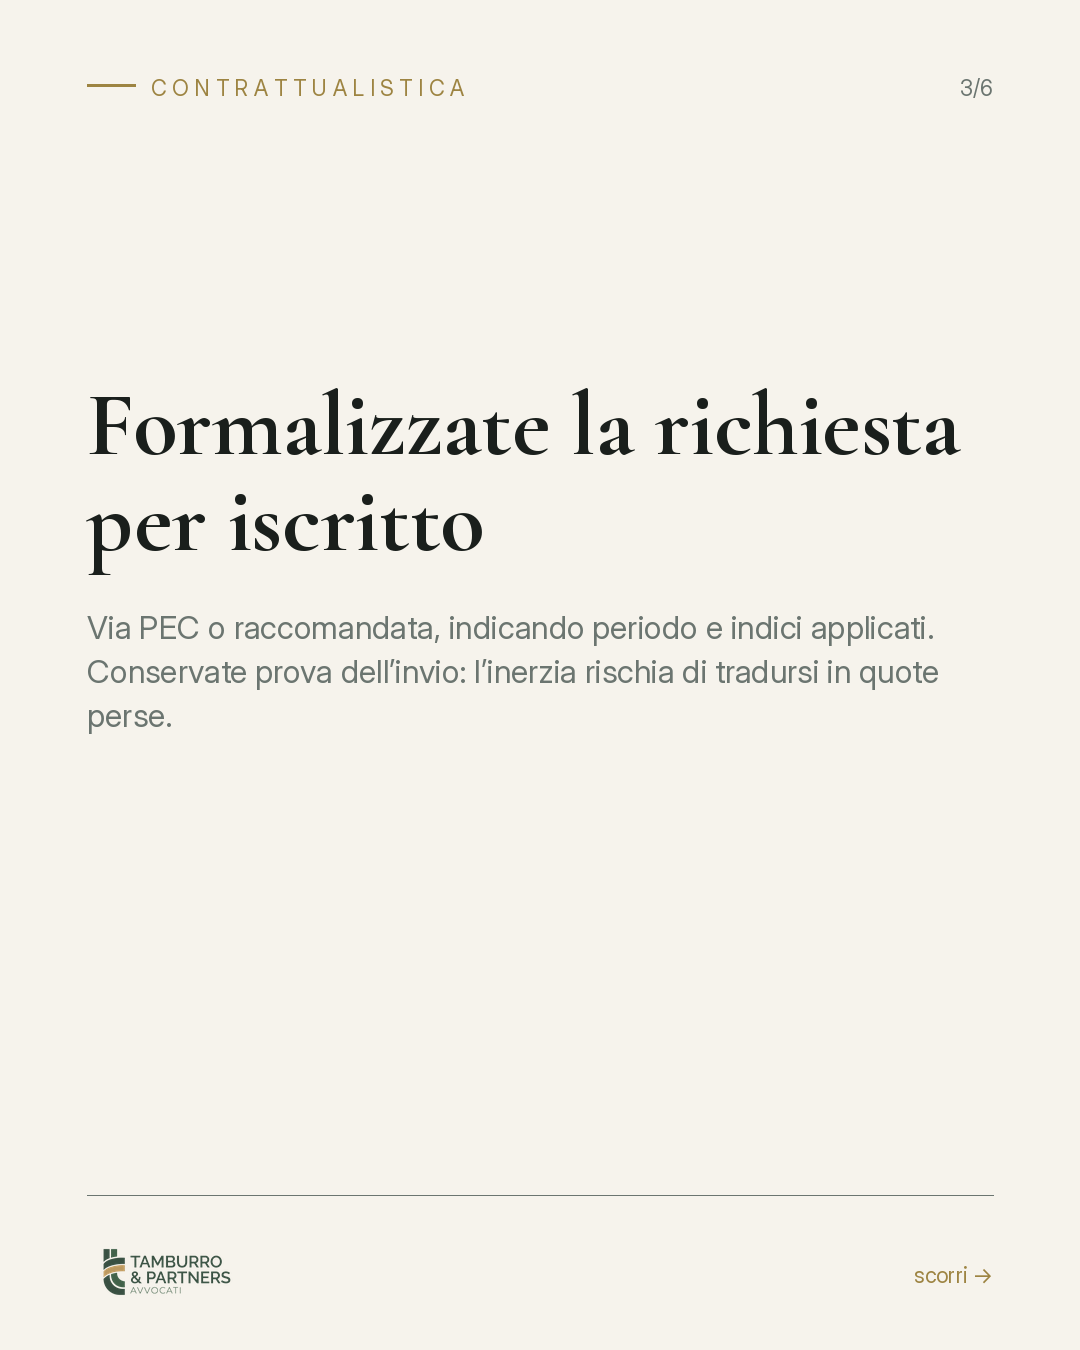 CONTRATTUALISTICA
3/6
Formalizzate la richiesta
per iscritto
Via PEC o raccomandata, indicando periodo e indici applicati.
Conservate prova dell’invio: l’inerzia rischia di tradursi in quote
perse.
TAMBURRO
& PARTNERS
AVVOCATI
scorri →